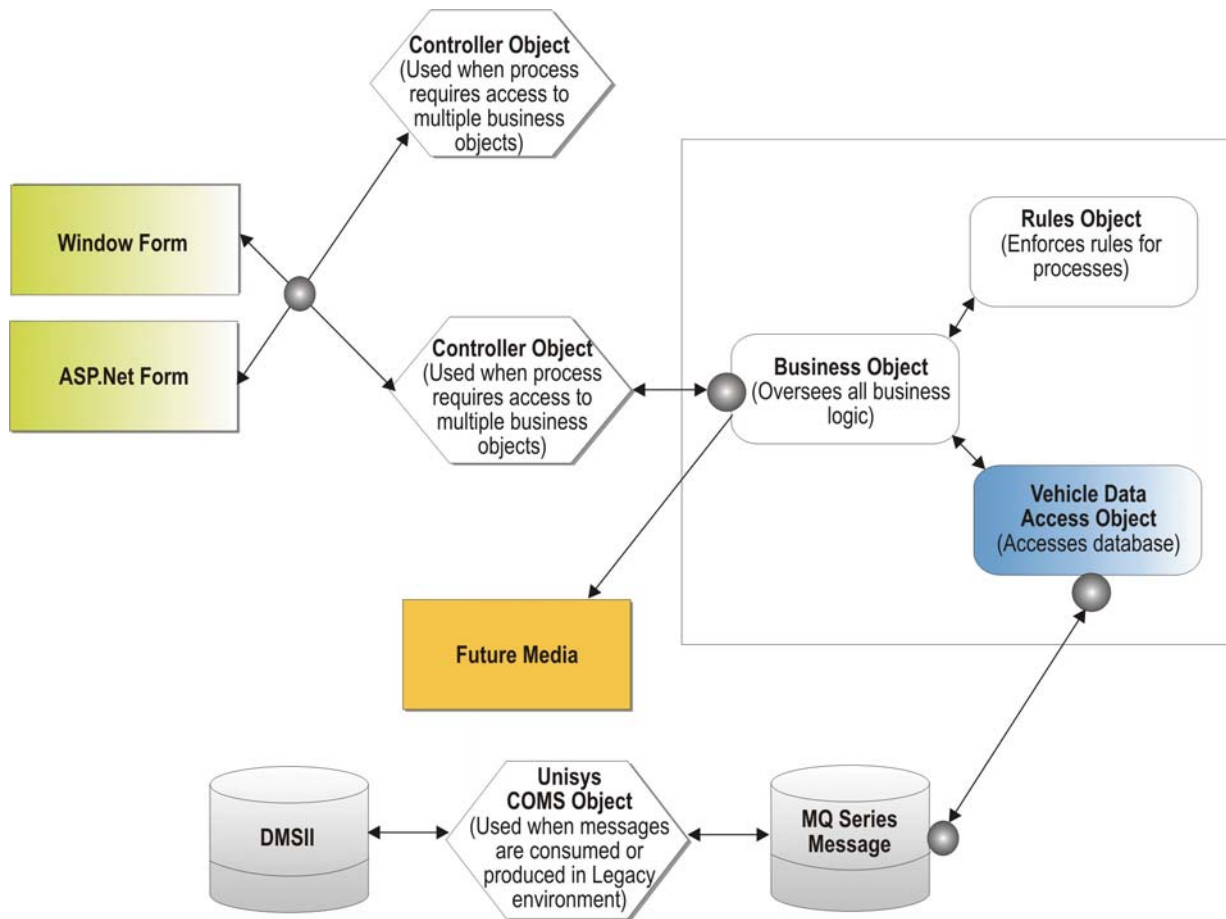 Controller Object
(Used when process
requires access to
multiple business
objects)
Window Form
Rules Object
(Enforces rules for
processes)
ASP.Net Form
Controller Object
(Used when process
requires access to
multiple business
objects)
Business Object
(Oversees all business
logic)
Vehicle Data
Access Object
(Accesses database)
Future Media
DMSII
Unisys
COMS Object
(Used when messages
are consumed or
produced in Legacy
environment)
MQ Series
Message